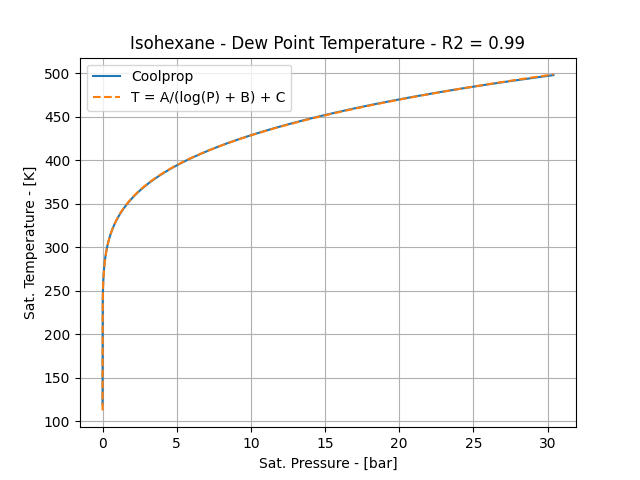 Isohexane - Dew Point Temperature - R2 = 0.99
Coolprop
T = A/(log(P) + B) + C
Sat. Temperature - [K]
500
450
400
350
300
250
200
150
100
0 5 10 15 20 25 30
Sat. Pressure - [bar]